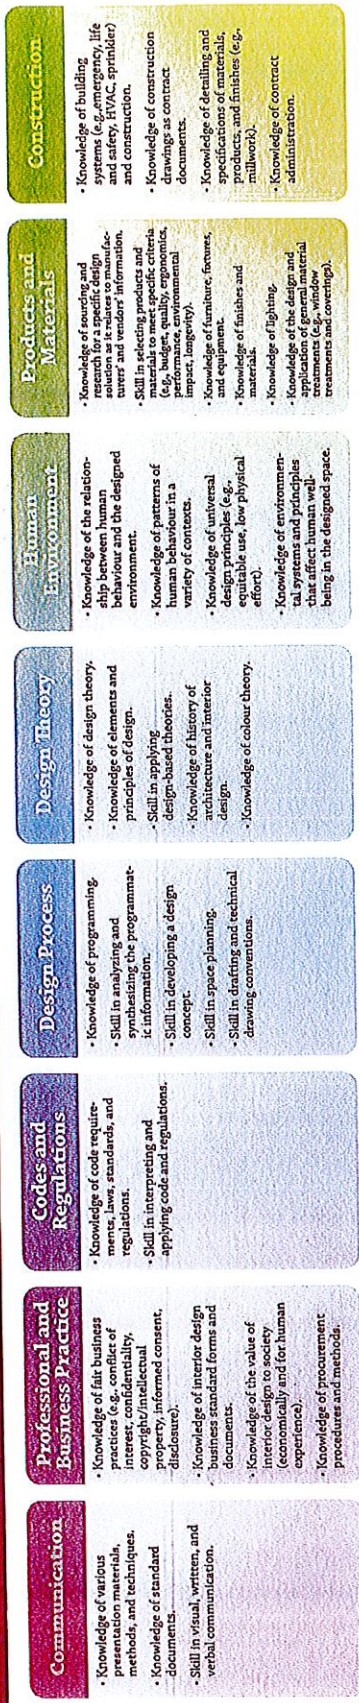 Communication
• Knowledge of various
presentation materials,
methods, and techniques.
• Knowledge of standard
documents.
• Skill in visual, written, and
verbal communication.
Professional and
Business Practice
• Knowledge of fair business
practices (e.g., conflict of
interest, confidentiality,
copyright/intellectual
property, informed consent,
disclosure).
• Knowledge of interior design
business standard forms and
documents.
• Knowledge of the value of
interior design to society
(economically and for human
experience).
• Knowledge of procurement
procedures and methods.
Codes and
Regulations
• Knowledge of code require-
ments, laws, standards, and
regulations.
• Skill in interpreting and
applying code and regulations.
Design Process
• Knowledge of programming.
• Skill in analyzing and
synthesizing the programmat-
ic information.
• Skill in developing a design
concept.
• Skill in space planning.
• Skill in drafting and technical
drawing conventions.
Design Theory
• Knowledge of design theory.
• Knowledge of elements and
principles of design.
• Skill in applying
design-based theories.
• Knowledge of history of
architecture and interior
design.
• Knowledge of colour theory.
Human
Environment
• Knowledge of the relation-
ship between human
behaviour and the designed
environment.
• Knowledge of patterns of
human behaviour in a
variety of contexts.
• Knowledge of universal
design principles (e.g.,
equitable use, low physical
effort).
• Knowledge of environmen-
tal systems and principles
that affect human well-
being in the designed space.
Products and
Materials
• Knowledge of sourcing and
research for a specific design
solution as it relates to manufac-
turers' and vendors' information.
• Skill in selecting products and
materials to meet specific criteria
(e.g., budget, quality, ergonomics,
performance, environmental
impact, longevity).
• Knowledge of furniture, fixtures,
and equipment.
• Knowledge of finishes and
materials.
• Knowledge of lighting.
• Knowledge of the design and
application of general material
treatments (e.g., window
treatments and coverings).
Construction
• Knowledge of building
systems (e.g.,emergency, life
and safety, HVAC, sprinkler)
and construction.
• Knowledge of construction
drawings as contract
documents.
• Knowledge of detailing and
specifications of materials,
products, and finishes (e.g.,
millwork).
• Knowledge of contract
administration.